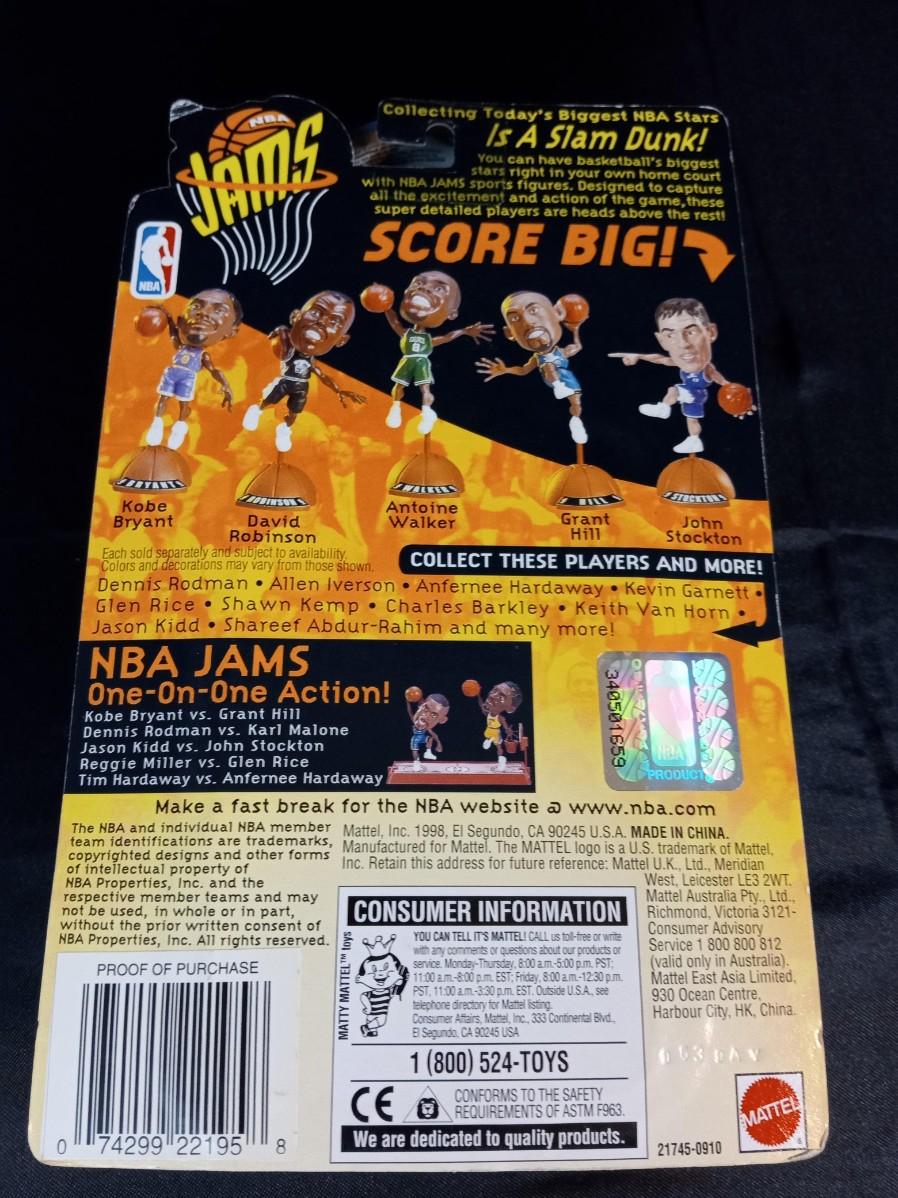 NBA
JAMS
Collecting Today's Biggest NBA Stars
Is A Slam Dunk!
You can have basketball's biggest
stars right in your own home court
with NBA JAMS sports figures. Designed to capture
all the excitement and action of the game, these
super detailed players are heads above the rest!
SCORE BIG!
NBA
BRYANT
ROBINSON
WALKER
HILL
STOCKTON
Kobe
Bryant
David
Robinson
Antoine
Walker
Grant
Hill
John
Stockton
Each sold separately and subject to availability.
Colors and decorations may vary from those shown.
COLLECT THESE PLAYERS AND MORE!
Dennis Rodman • Allen Iverson • Anfernee Hardaway • Kevin Garnett •
Glen Rice • Shawn Kemp • Charles Barkley • Keith Van Horn •
Jason Kidd • Shareef Abdur-Rahim and many more!
NBA JAMS
One-On-One Action!
Kobe Bryant vs. Grant Hill
Dennis Rodman vs. Karl Malone
Jason Kidd vs. John Stockton
Reggie Miller vs. Glen Rice
Tim Hardaway vs. Anfernee Hardaway
340501659
NBA
PRODUCT
Make a fast break for the NBA website @ www.nba.com
The NBA and individual NBA member
team identifications are trademarks,
copyrighted designs and other forms
of intellectual property of
NBA Properties, Inc. and the
respective member teams and may
not be used, in whole or in part,
without the prior written consent of
NBA Properties, Inc. All rights reserved.
Mattel, Inc. 1998, El Segundo, CA 90245 U.S.A. MADE IN CHINA.
Manufactured for Mattel. The MATTEL logo is a U.S. trademark of Mattel,
Inc. Retain this address for future reference: Mattel U.K., Ltd., Meridian
West, Leicester LE3 2WT.
Mattel Australia Pty., Ltd.,
Richmond, Victoria 3121-
Consumer Advisory
Service 1 800 800 812
(valid only in Australia).
Mattel East Asia Limited,
930 Ocean Centre,
Harbour City, HK, China.
CONSUMER INFORMATION
MATTY MATTEL™ toys
YOU CAN TELL IT'S MATTEL! CALL us toll-free or write
with any comments or questions about our products or
service. Monday-Thursday, 8:00 a.m.-5:00 p.m. PST;
11:00 a.m.-8:00 p.m. EST; Friday, 8:00 a.m.-12:30 p.m.
PST, 11:00 a.m.-3:30 p.m. EST. Outside U.S.A., see
telephone directory for Mattel listing.
Consumer Affairs, Mattel, Inc., 333 Continental Blvd.,
El Segundo, CA 90245 USA
1 (800) 524-TOYS
CE
CONFORMS TO THE SAFETY
REQUIREMENTS OF ASTM F963.
We are dedicated to quality products.
PROOF OF PURCHASE
0 74299 22195 8
21745-0910
MATTEL